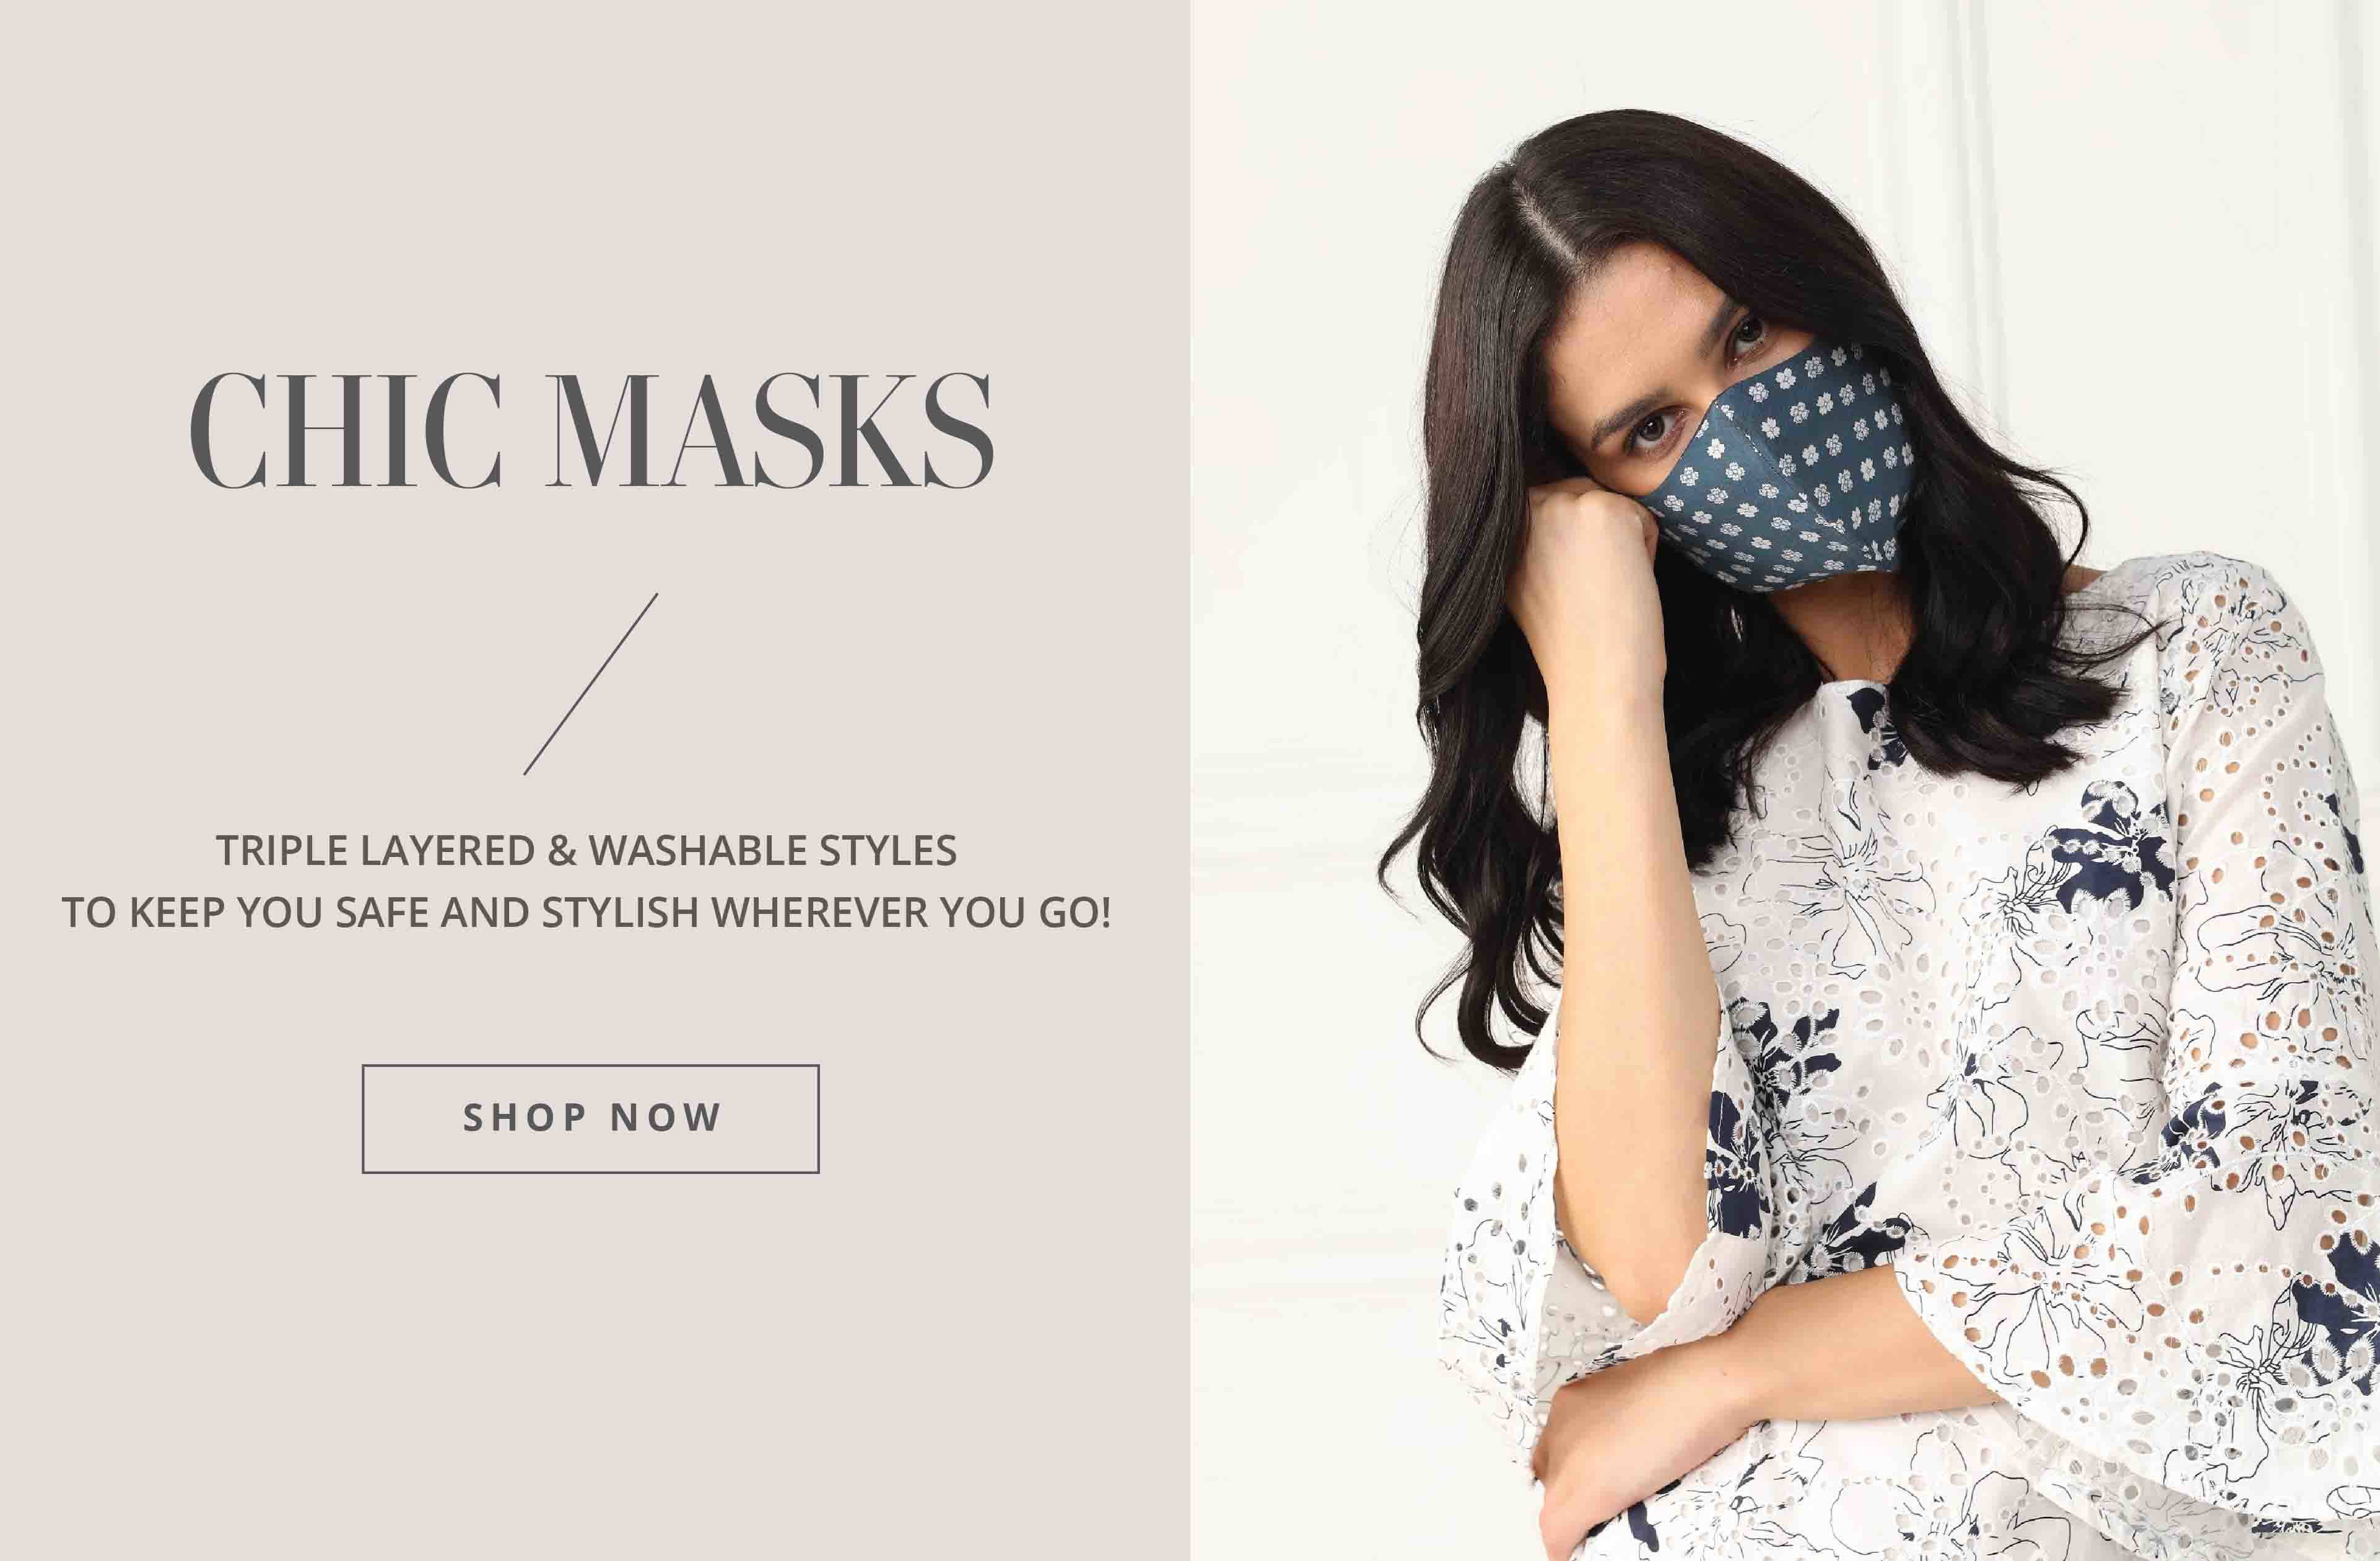 CHIC MASKS
TRIPLE LAYERED & WASHABLE STYLES
TO KEEP YOU SAFE AND STYLISH WHEREVER YOU GO!
SHOP NOW